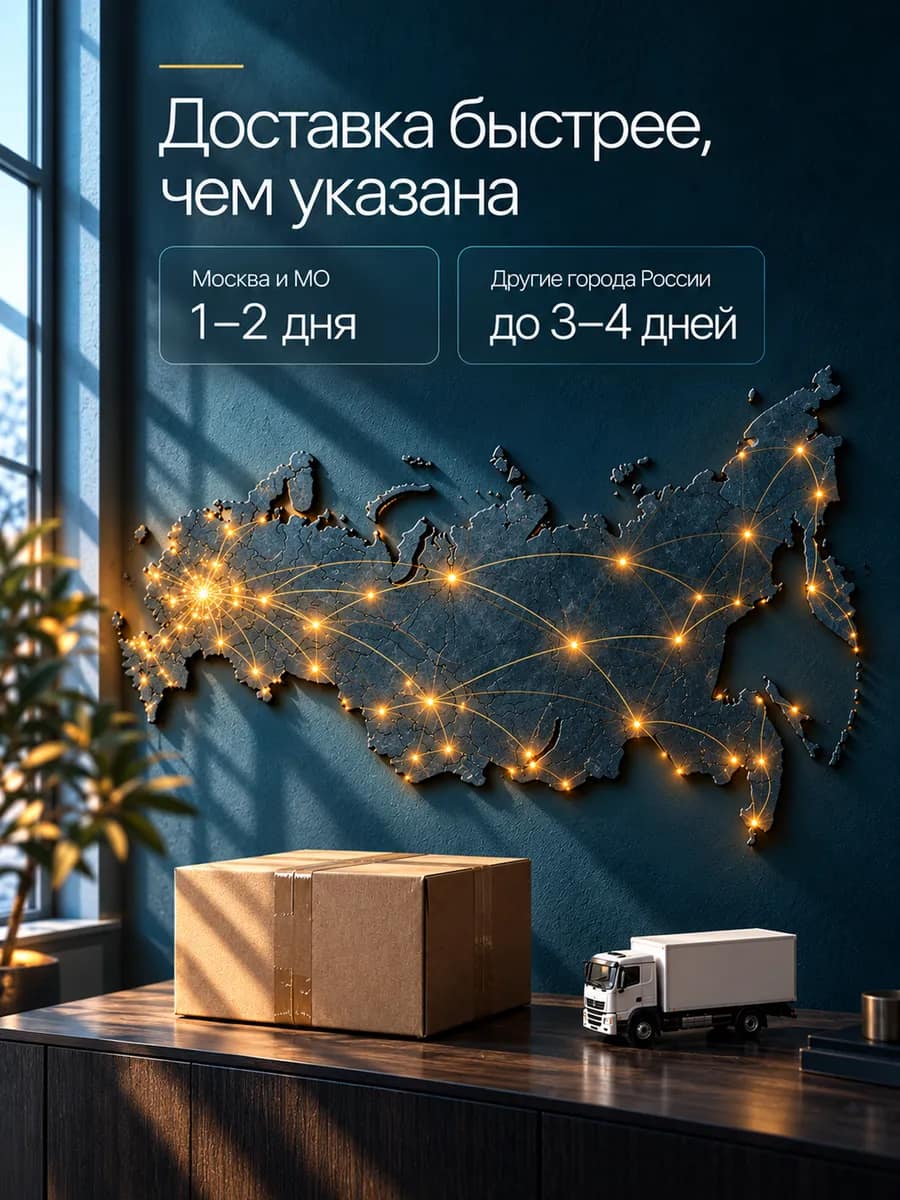 Доставка быстрее,
чем указана
Москва и МО
1–2 дня
Другие города России
до 3–4 дней